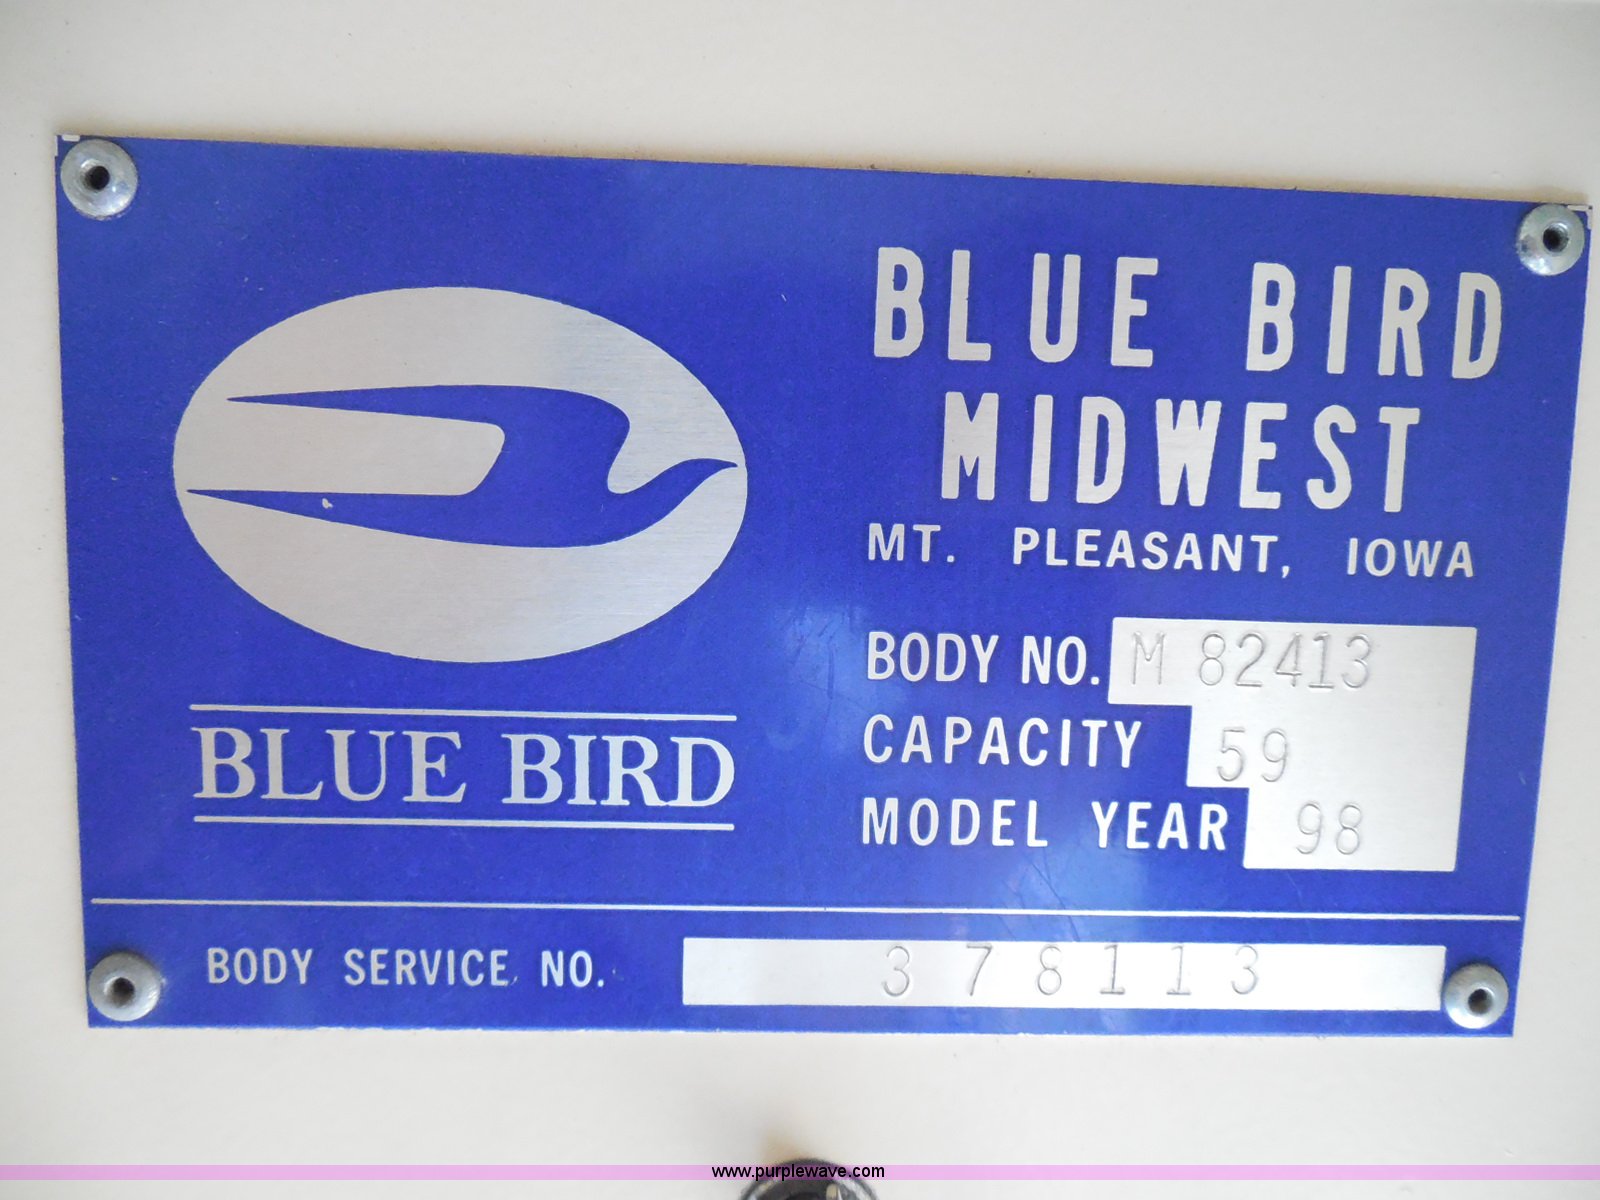 BLUE BIRD
BLUE BIRD
MIDWEST
MT. PLEASANT, IOWA
BODY NO. M 82413
CAPACITY 59
MODEL YEAR 98
BODY SERVICE NO. 378113
www.purplewave.com